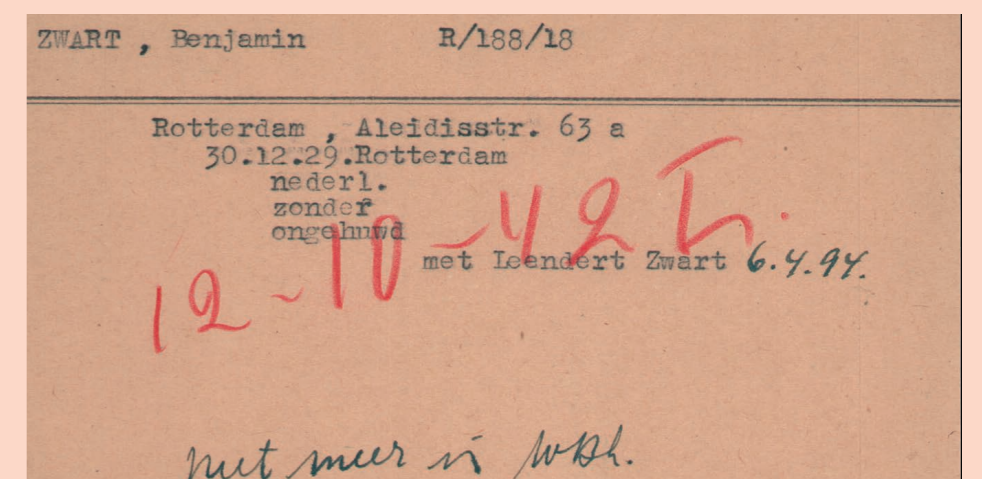 ZWART , Benjamin R/188/18
Rotterdam , Aleidisstr. 63 a
30.12.29.Rotterdam
nederl.
zonder
ongehuwd
12-10-42
met Leendert Zwart 6.4.94.
niet meer in